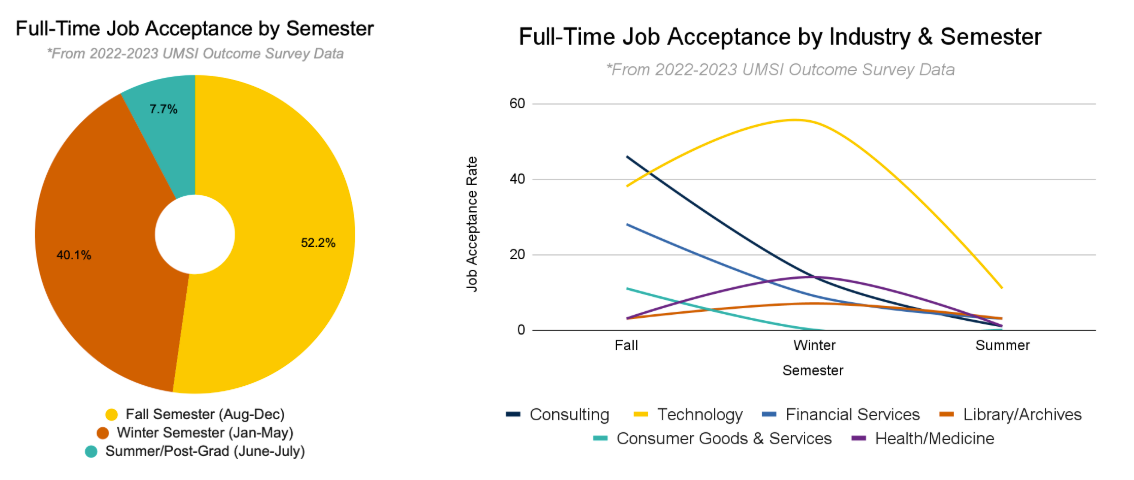 Full-Time Job Acceptance by Semester
*From 2022-2023 UMSI Outcome Survey Data
7.7%
52.2%
40.1%
Fall Semester (Aug-Dec)
Winter Semester (Jan-May)
Summer/Post-Grad (June-July)
Full-Time Job Acceptance by Industry & Semester
*From 2022-2023 UMSI Outcome Survey Data
Job Acceptance Rate
60
40
20
0
Fall Winter Summer
Semester
Consulting Technology Financial Services Library/Archives
Consumer Goods & Services Health/Medicine